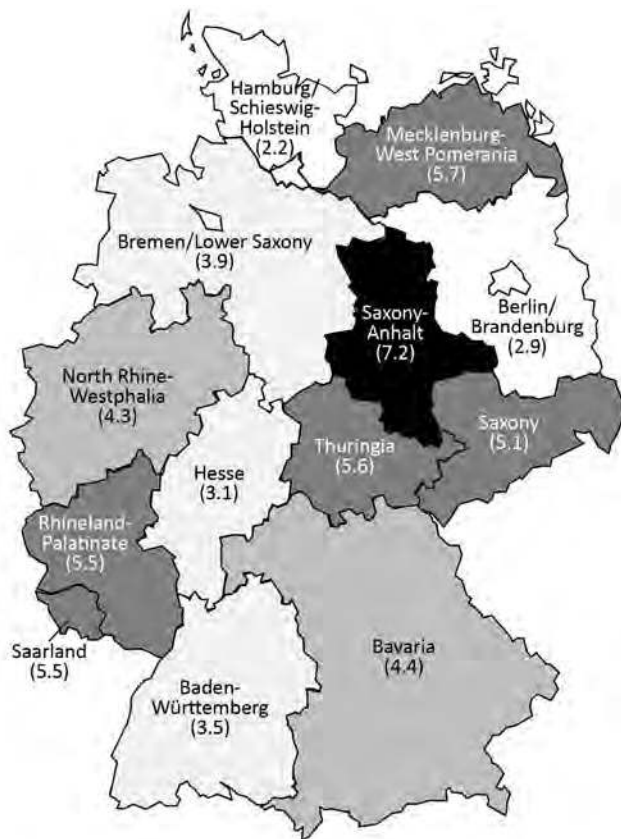 Hamburg/
Schieswig-
Holstein
(2.2)
Mecklenburg-
West Pomerania
(5.7)
Bremen/Lower Saxony
(3.9)
Saxony-
Anhalt
(7.2)
Berlin/
Brandenburg
(2.9)
North Rhine-
Westphalia
(4.3)
Saxony
(5.1)
Thuringia
(5.6)
Hesse
(3.1)
Rhineland-
Palatinate
(5.5)
Saarland
(5.5)
Bavaria
(4.4)
Baden-
Württemberg
(3.5)